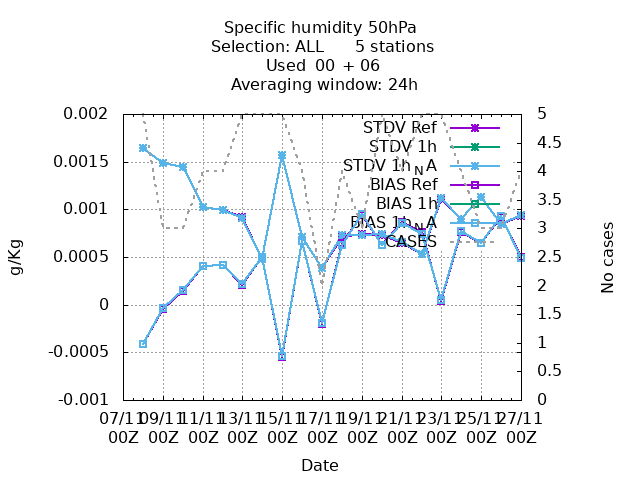 Specific humidity 50hPa
Selection: ALL 5 stations
Used 00 + 06
Averaging window: 24h
0.002
0.0015
0.001
0.0005
0
-0.0005
-0.001
g/Kg
5
4.5
4
3.5
3
2.5
2
1.5
1
0.5
0
No cases
STDV Ref
STDV 1h
STDV 1h_NA
BIAS Ref
BIAS 1h
BIAS 1h_NA
CASES
07/11 09/11 11/11 13/11 15/11 17/11 19/11 21/11 23/11 25/11 27/11
00Z 00Z 00Z 00Z 00Z 00Z 00Z 00Z 00Z 00Z 00Z
Date